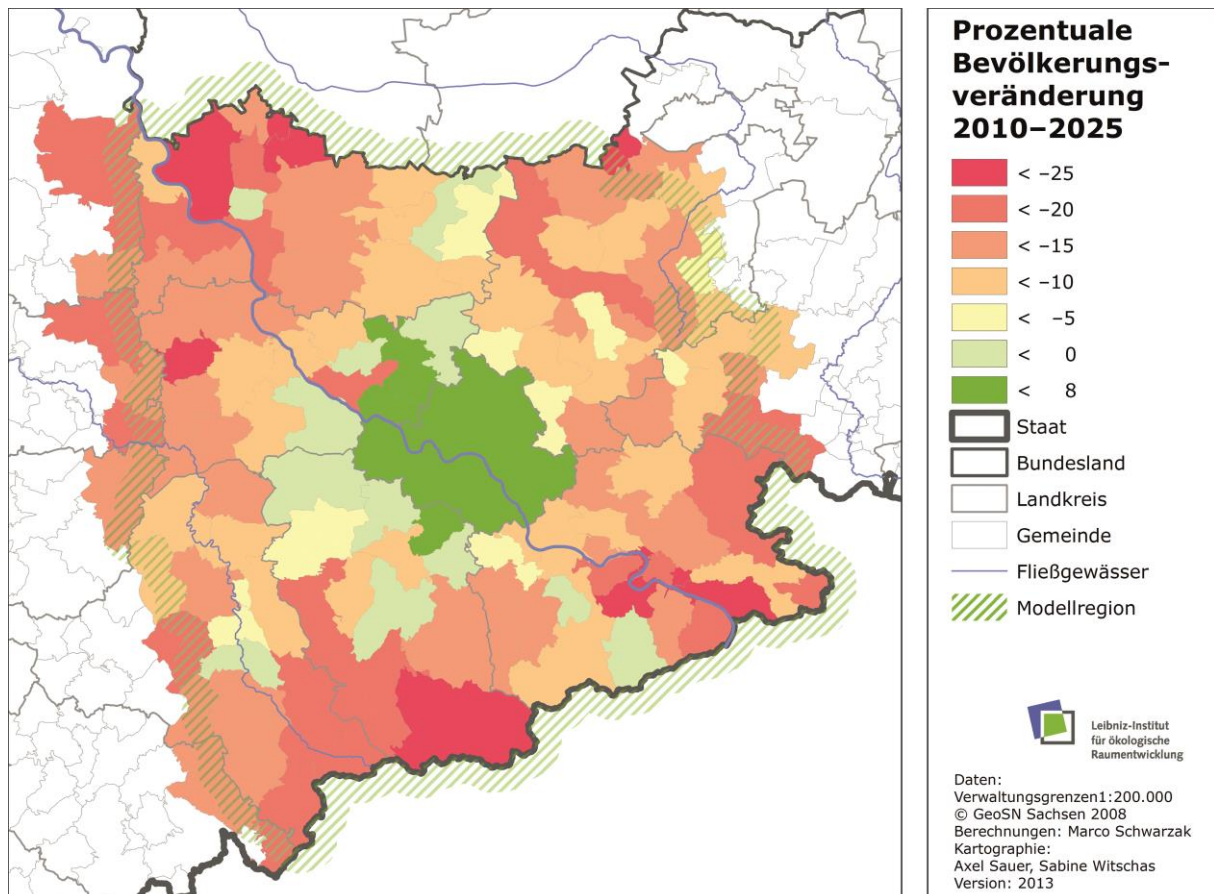 Prozentuale
Bevölkerungs-
veränderung
2010–2025
< –25
< –20
< –15
< –10
< –5
< 0
< 8
Staat
Bundesland
Landkreis
Gemeinde
Fließgewässer
Modellregion
Leibniz-Institut
für ökologische
Raumentwicklung
Daten:
Verwaltungsgrenzen1:200.000
© GeoSN Sachsen 2008
Berechnungen: Marco Schwarzak
Kartographie:
Axel Sauer, Sabine Witschas
Version: 2013